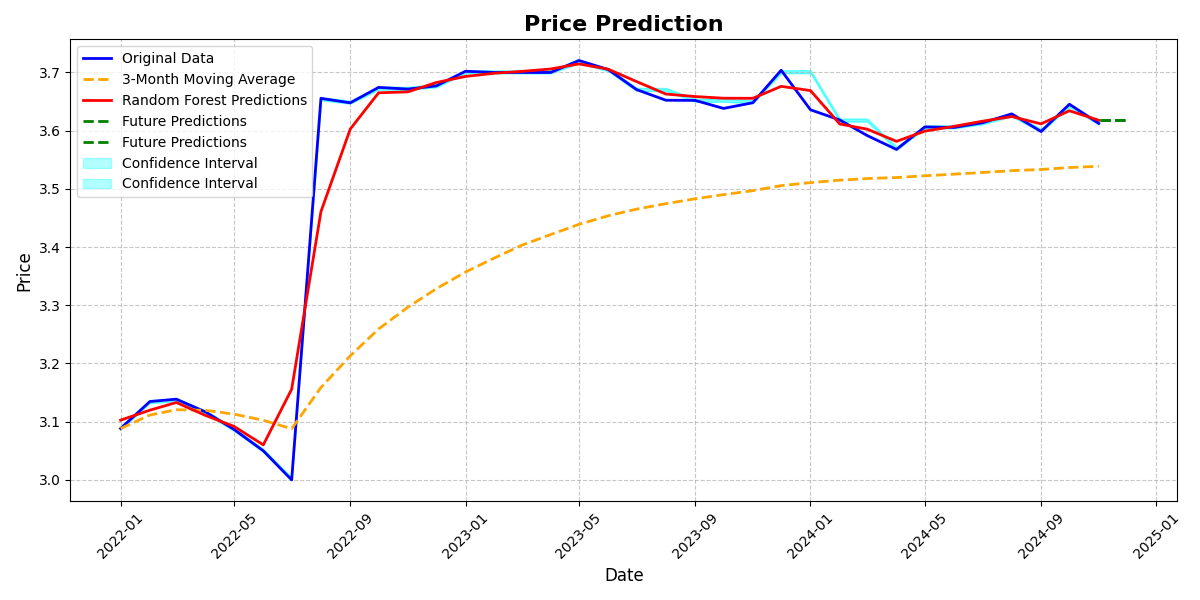 Price Prediction
Original Data
3-Month Moving Average
Random Forest Predictions
Future Predictions
Future Predictions
Confidence Interval
Confidence Interval
3.7
3.6
3.5
3.4
3.3
3.2
3.1
3.0
Price
2022-01
2022-05
2022-09
2023-01
2023-05
2023-09
2024-01
2024-05
2024-09
2025-01
Date